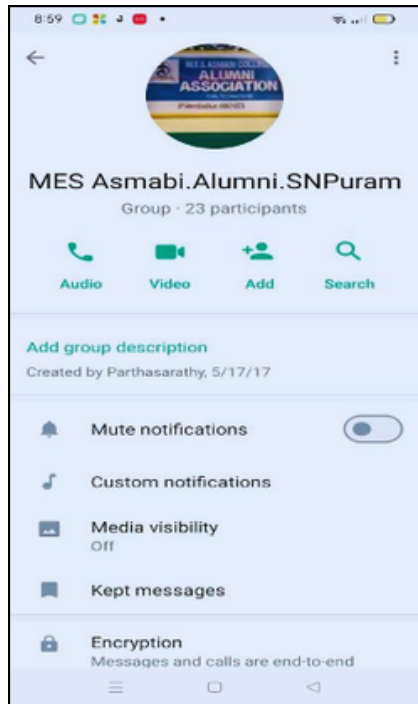 8:59
M.E.S ASMABI COLLEGE
ALUMNI
ASSOCIATION
MES Asmabi.Alumni.SNPuram
Group · 23 participants
Audio Video Add Search
Add group description
Created by Parthasarathy, 5/17/17
Mute notifications
Custom notifications
Media visibility
Off
Kept messages
Encryption
Messages and calls are end-to-end